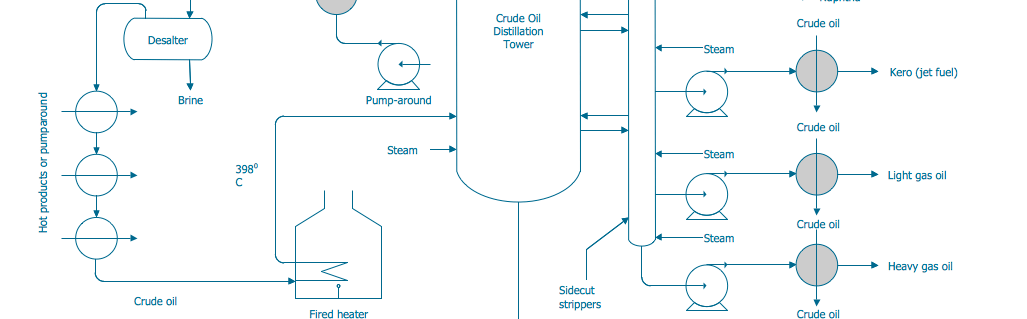 Crude oil
Crude Oil
Distillation
Tower
Desalter
Steam
Kero (jet fuel)
Brine
Pump-around
Hot products or pumparound
Crude oil
Steam
Steam
398⁰
C
Light gas oil
Crude oil
Steam
Heavy gas oil
Sidecut
strippers
Crude oil
Fired heater
Crude oil